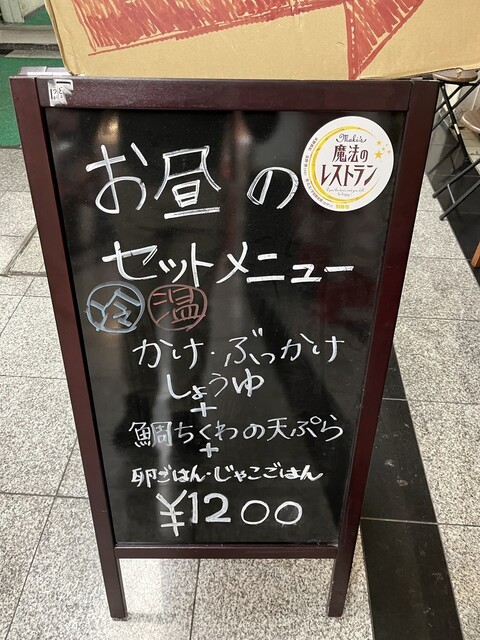 お昼の
Maki's
魔法の
レストラン
セットメニュー
冷 温
かけ・ぶっかけ
しょうゆ
+
鯛ちくわの天ぷら
+
卵ごはん・じゃこごはん
¥1200